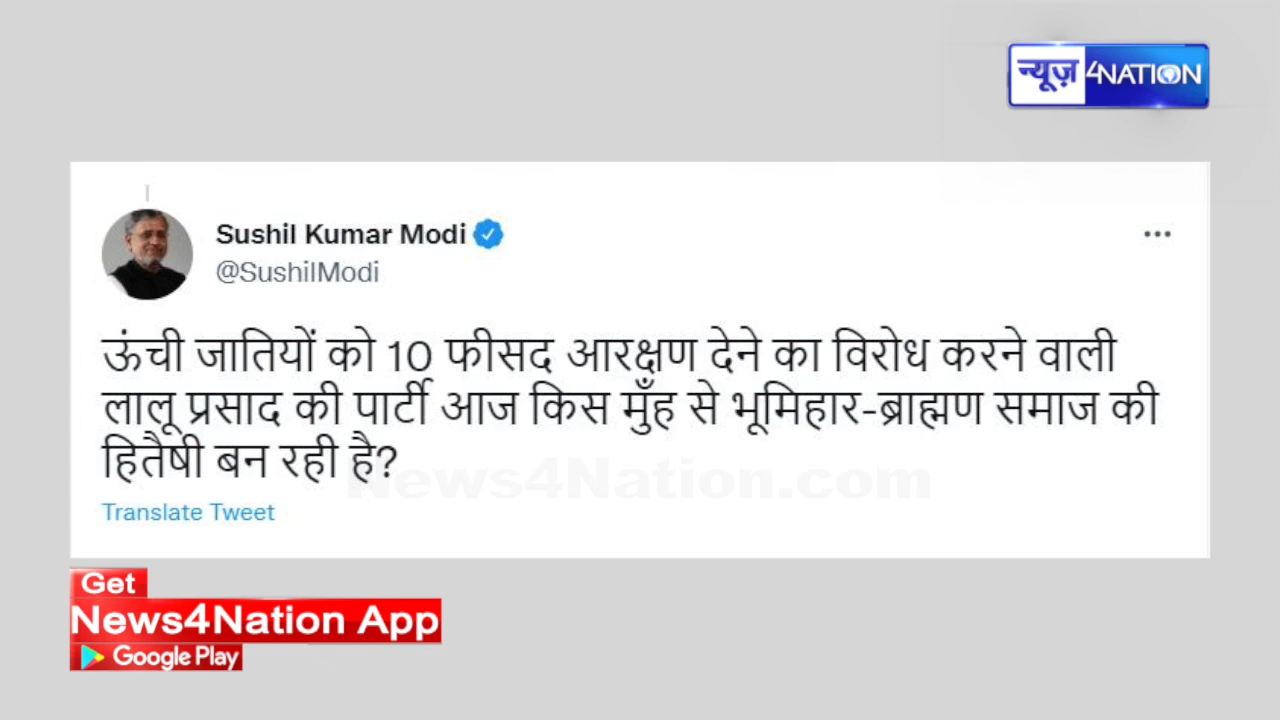 न्यूज़ 4NATION
Sushil Kumar Modi
@SushilModi
ऊंची जातियों को 10 फीसद आरक्षण देने का विरोध करने वाली
लालू प्रसाद की पार्टी आज किस मुँह से भूमिहार-ब्राह्मण समाज की
हितैषी बन रही है?
News4Nation.com
Translate Tweet
Get
News4Nation App
Google Play